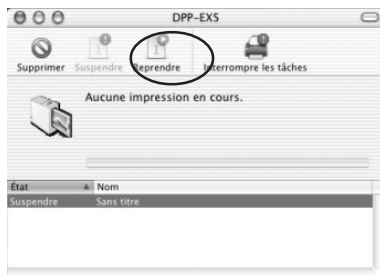 DPP-EX5
Supprimer Suspendre Reprendre Interrompre les tâches
Aucune impression en cours.
État Nom
Suspendre Sans titre